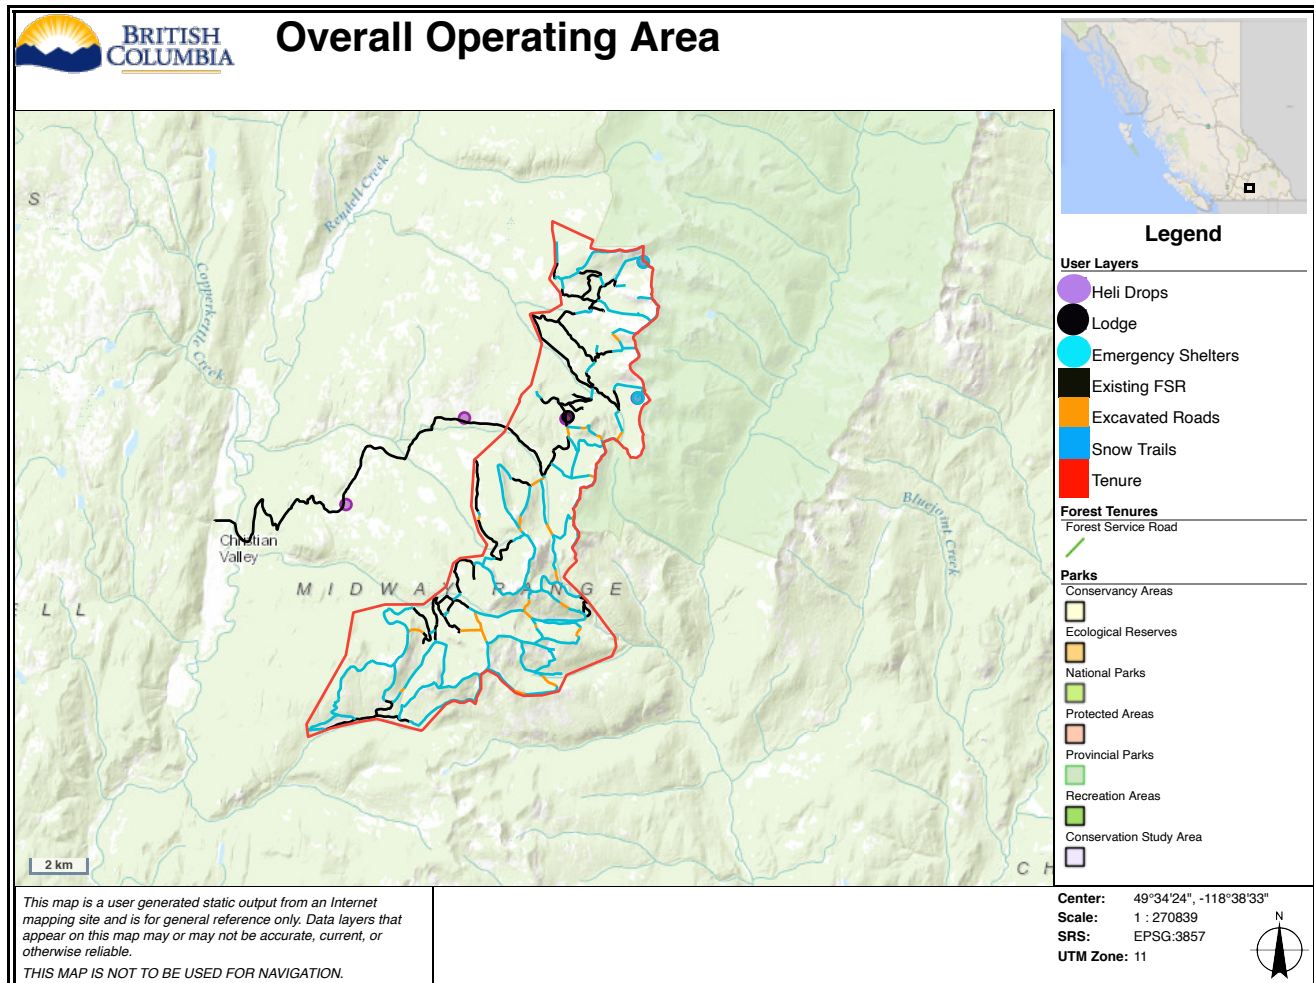 BRITISH
COLUMBIA
Overall Operating Area
S
Rendell Creek
Copperkettle Creek
Christian
Valley
MIDWAY RANGE
ELL
Bluejoint Creek
CH
2 km
Legend
User Layers
Heli Drops
Lodge
Emergency Shelters
Existing FSR
Excavated Roads
Snow Trails
Tenure
Forest Tenures
Forest Service Road
Parks
Conservancy Areas
Ecological Reserves
National Parks
Protected Areas
Provincial Parks
Recreation Areas
Conservation Study Area
This map is a user generated static output from an Internet
mapping site and is for general reference only. Data layers that
appear on this map may or may not be accurate, current, or
otherwise reliable.
THIS MAP IS NOT TO BE USED FOR NAVIGATION.
Center: 49°34'24", -118°38'33"
Scale: 1 : 270839
SRS: EPSG:3857
UTM Zone: 11
N